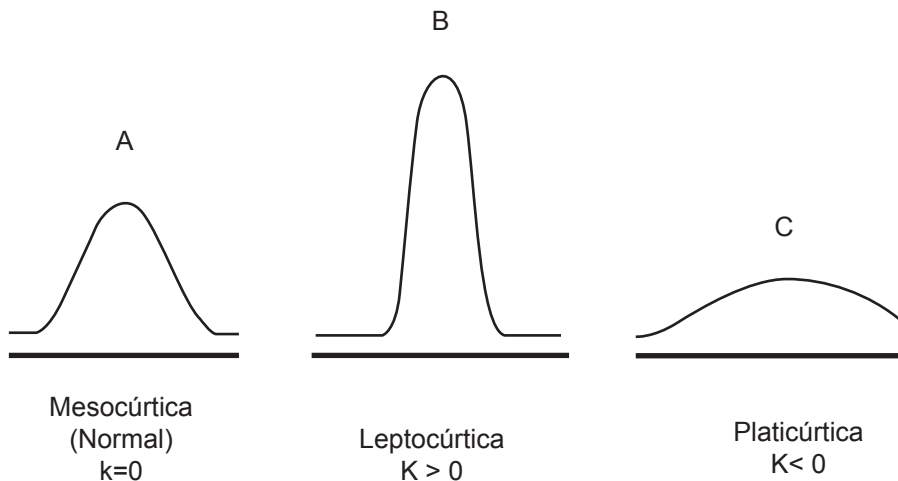 A
Mesocúrtica
(Normal)
k=0
B
Leptocúrtica
K > 0
C
Platicúrtica
K< 0